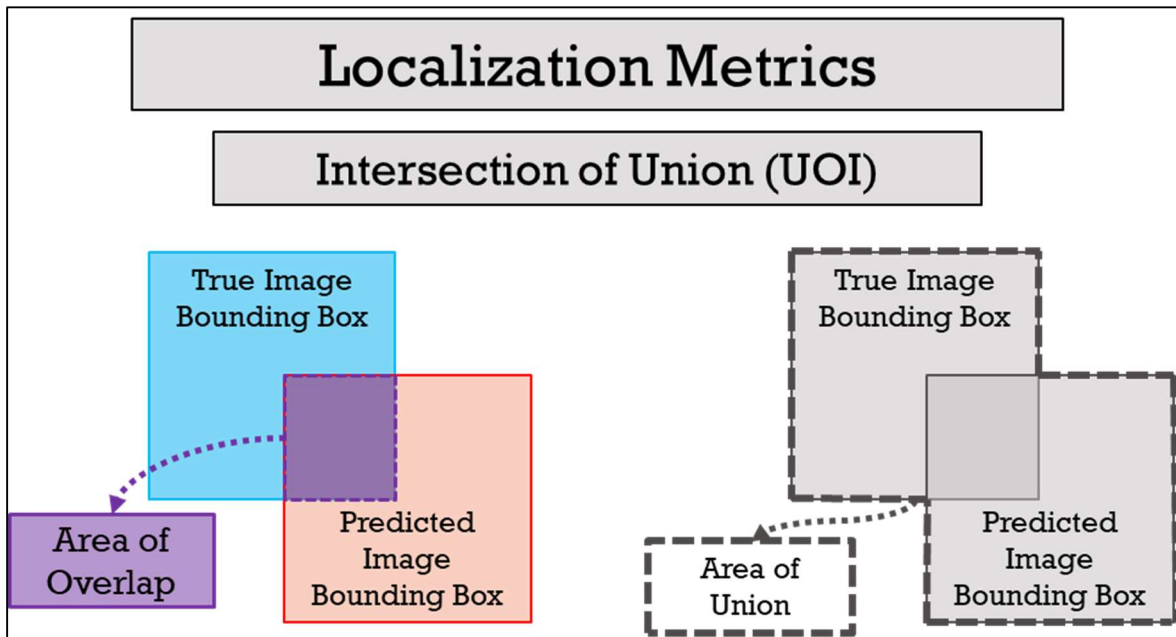 Localization Metrics
Intersection of Union (UOI)
True Image
Bounding Box
Predicted
Image
Bounding Box
Area of
Overlap
True Image
Bounding Box
Predicted
Image
Bounding Box
Area of
Union